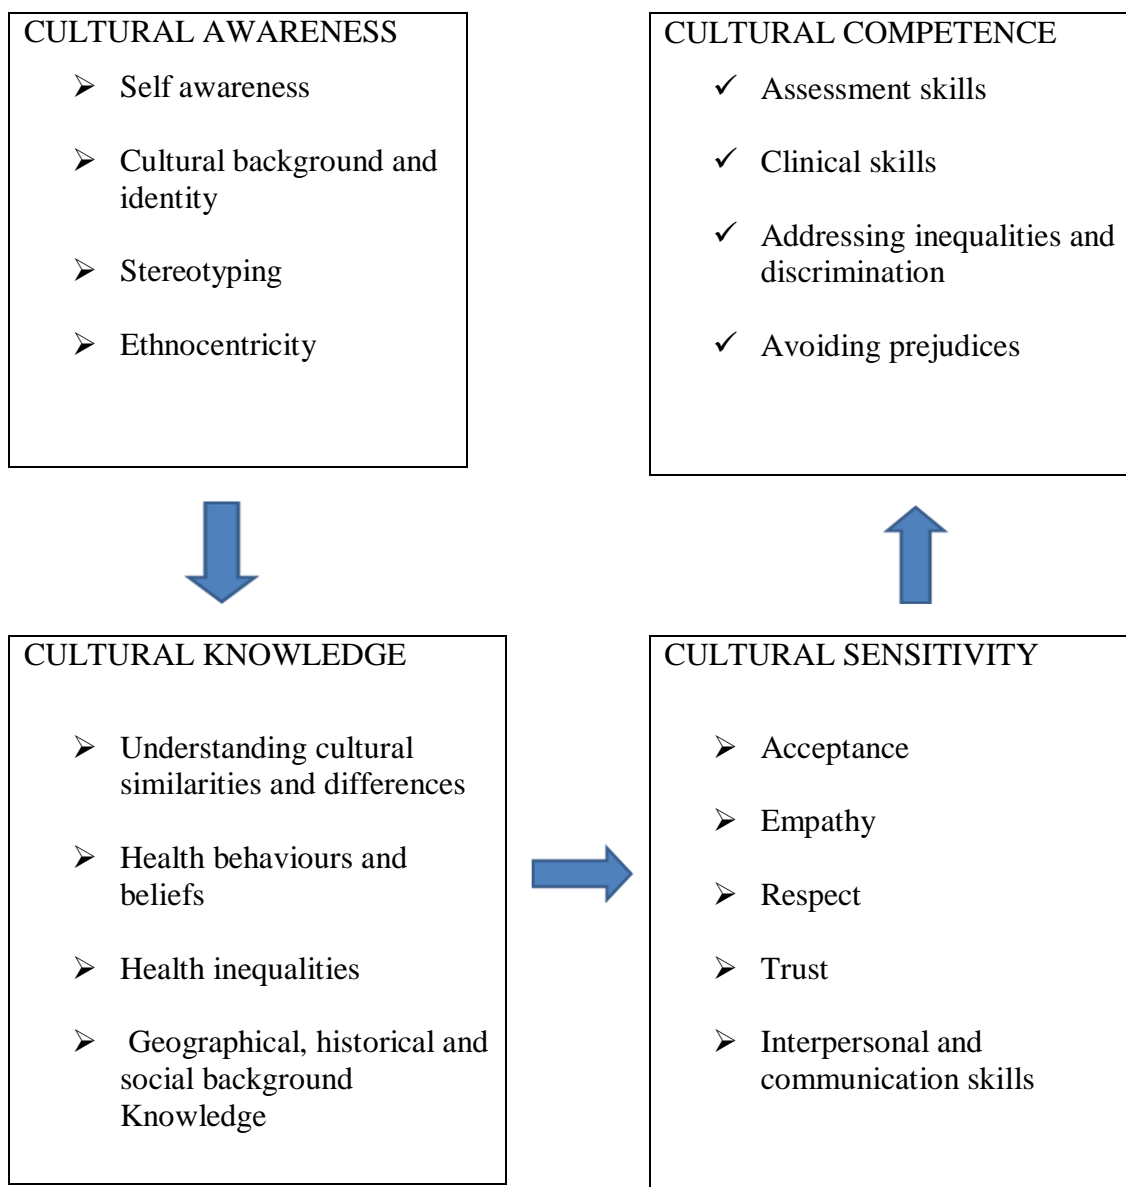 CULTURAL AWARENESS
➢ Self awareness
➢ Cultural background and
identity
➢ Stereotyping
➢ Ethnocentricity
CULTURAL COMPETENCE
✓ Assessment skills
✓ Clinical skills
✓ Addressing inequalities and
discrimination
✓ Avoiding prejudices
CULTURAL KNOWLEDGE
➢ Understanding cultural
similarities and differences
➢ Health behaviours and
beliefs
➢ Health inequalities
➢ Geographical, historical and
social background
Knowledge
CULTURAL SENSITIVITY
➢ Acceptance
➢ Empathy
➢ Respect
➢ Trust
➢ Interpersonal and
communication skills